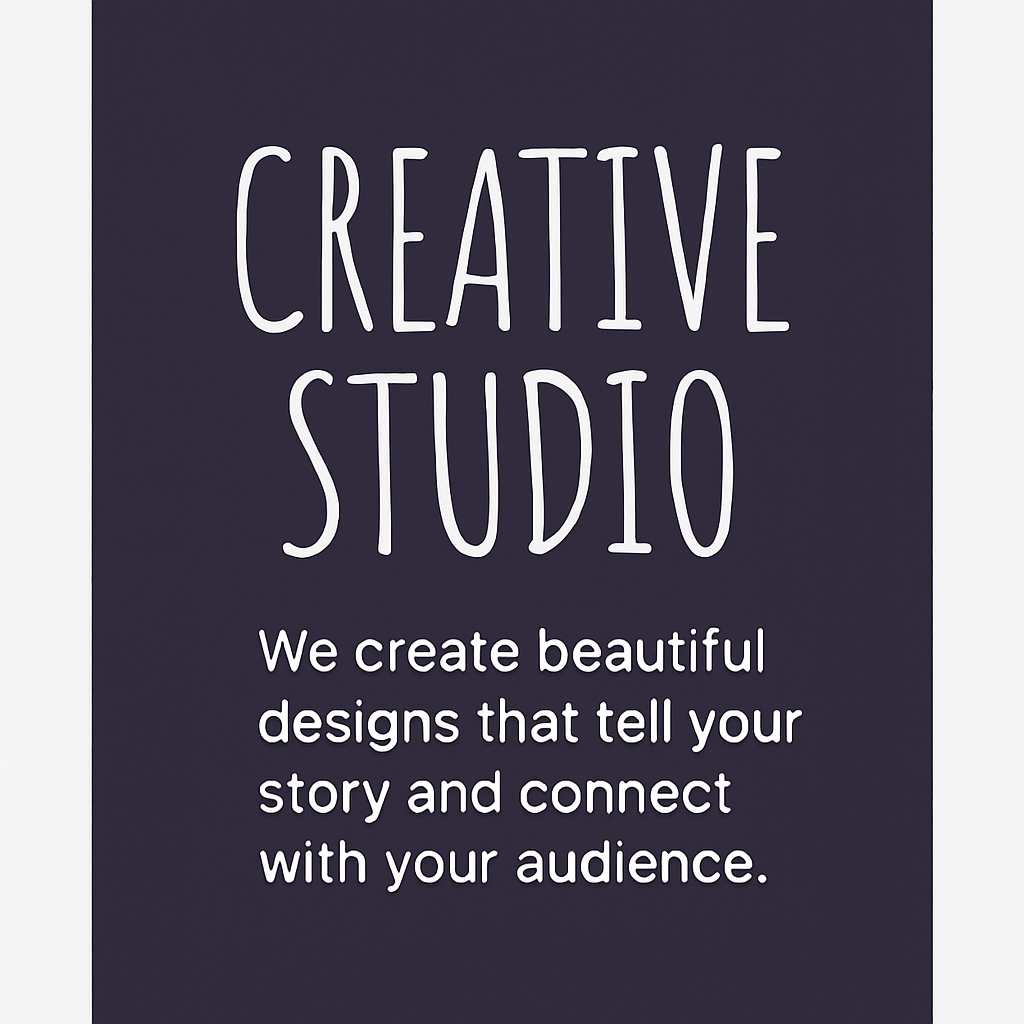 CREATIVE
STUDIO
We create beautiful
designs that tell your
story and connect
with your audience.